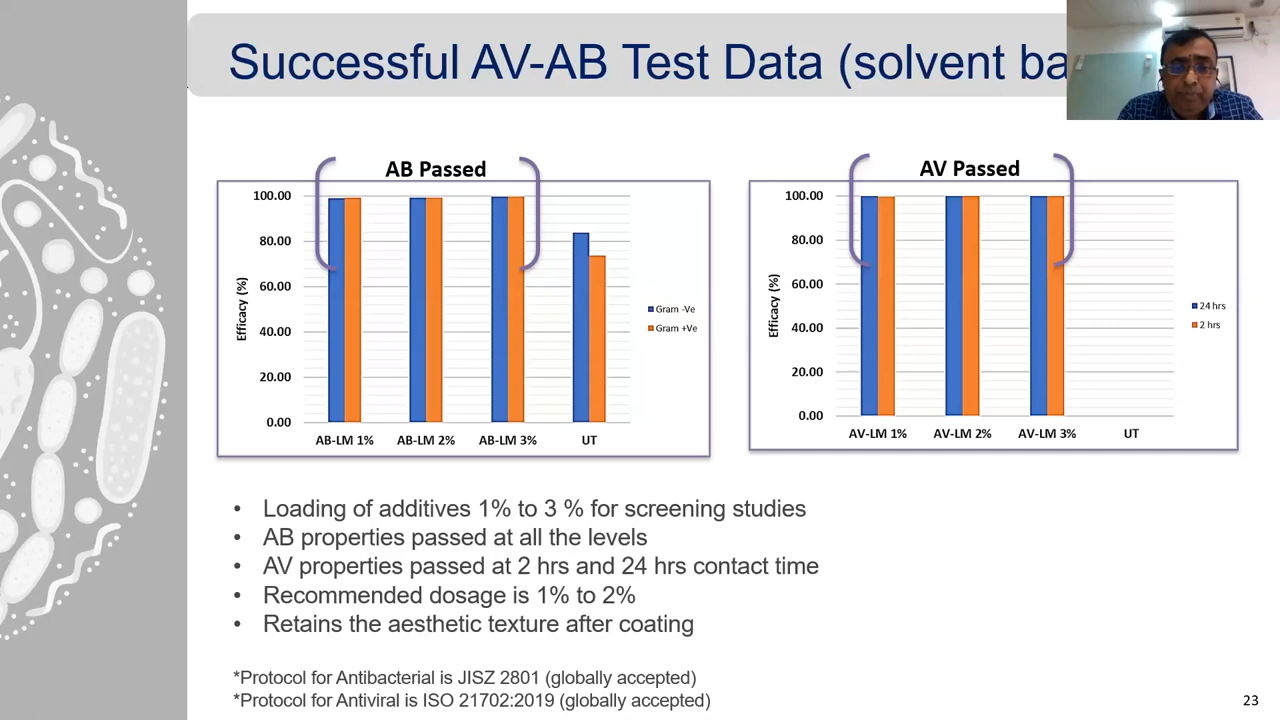 Successful AV-AB Test Data (solvent ba
AB Passed
100.00
80.00
60.00
40.00
20.00
0.00
Efficacy (%)
AB-LM 1% AB-LM 2% AB-LM 3% UT
Gram -Ve
Gram +Ve
AV Passed
100.00
80.00
60.00
40.00
20.00
0.00
Efficacy (%)
AV-LM 1% AV-LM 2% AV-LM 3% UT
24 hrs
2 hrs
• Loading of additives 1% to 3 % for screening studies
• AB properties passed at all the levels
• AV properties passed at 2 hrs and 24 hrs contact time
• Recommended dosage is 1% to 2%
• Retains the aesthetic texture after coating
*Protocol for Antibacterial is JISZ 2801 (globally accepted)
*Protocol for Antiviral is ISO 21702:2019 (globally accepted)
23